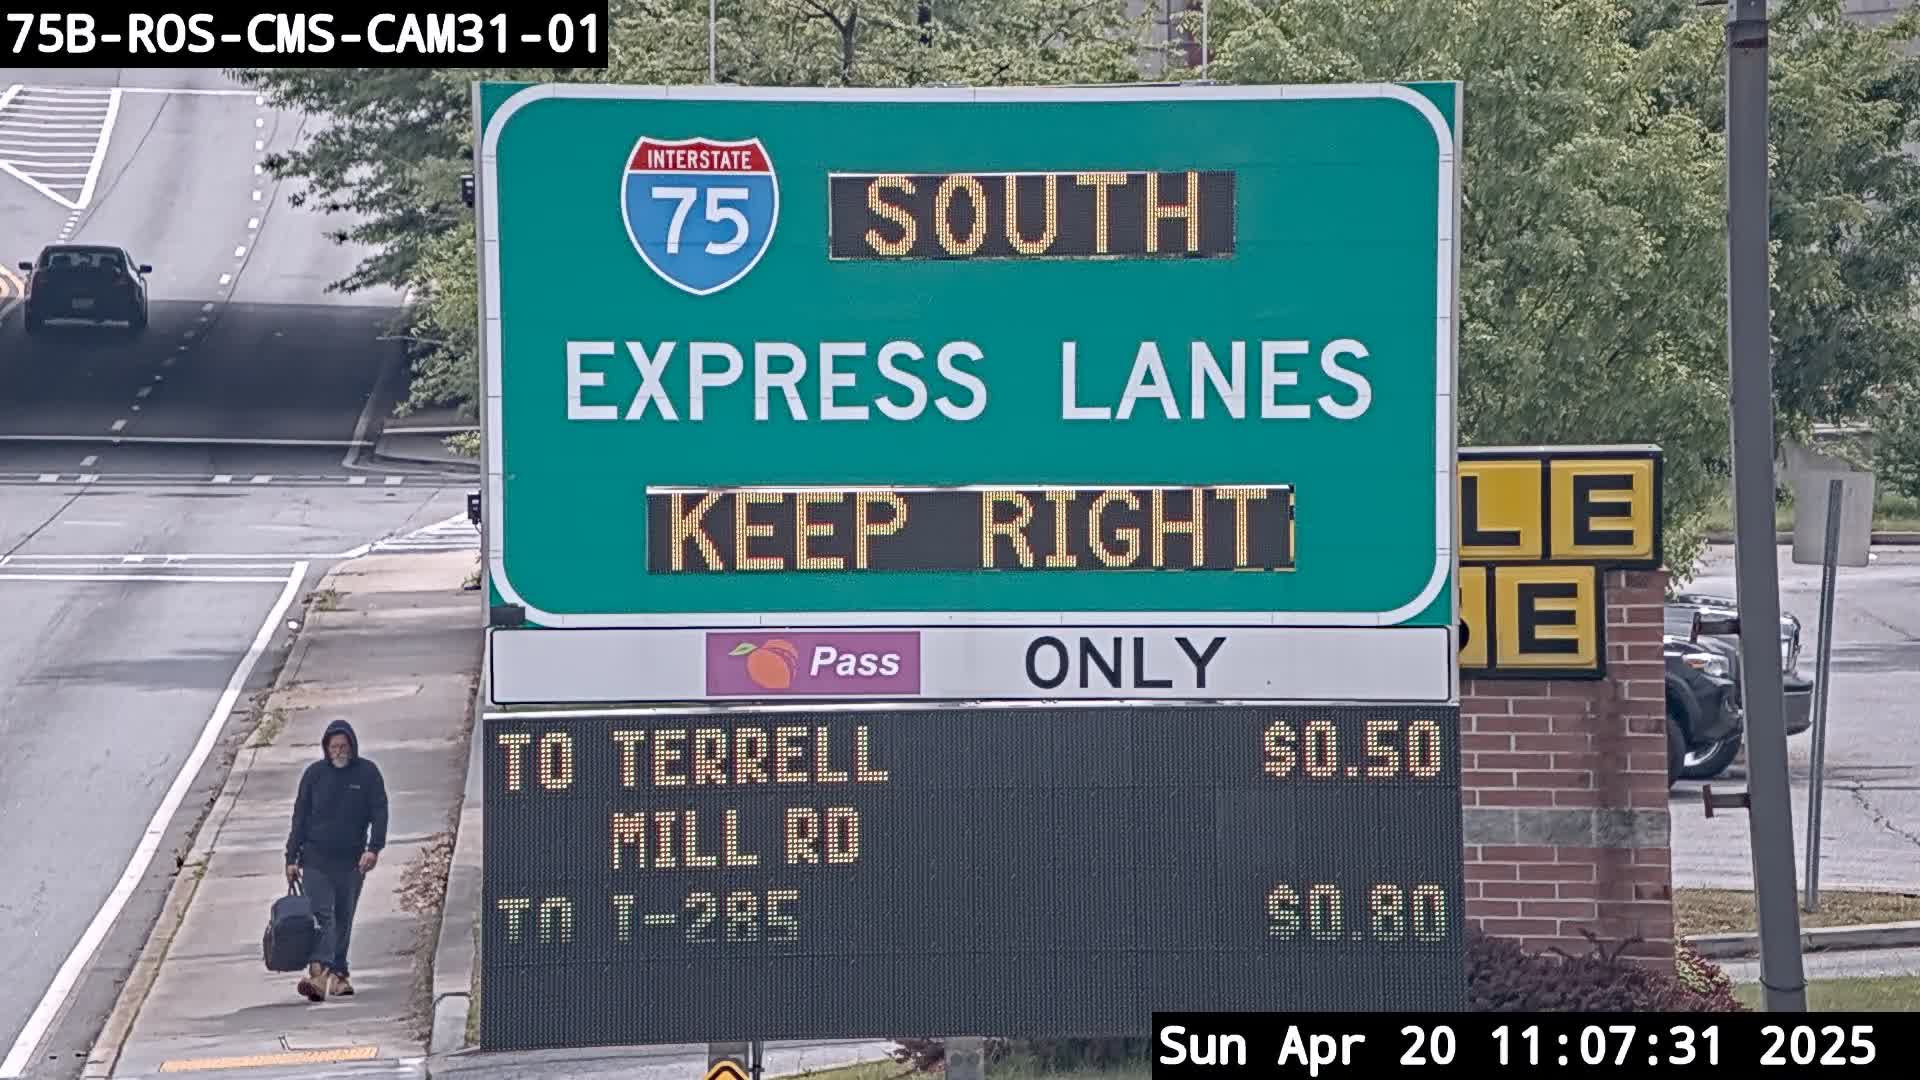 75B-ROS-CMS-CAM31-01
INTERSTATE
75
SOUTH
EXPRESS LANES
KEEP RIGHT
LE
E
Pass ONLY
TO TERRELL $0.50
MILL RD
TO I-285 $0.80
Sun Apr 20 11:07:31 2025